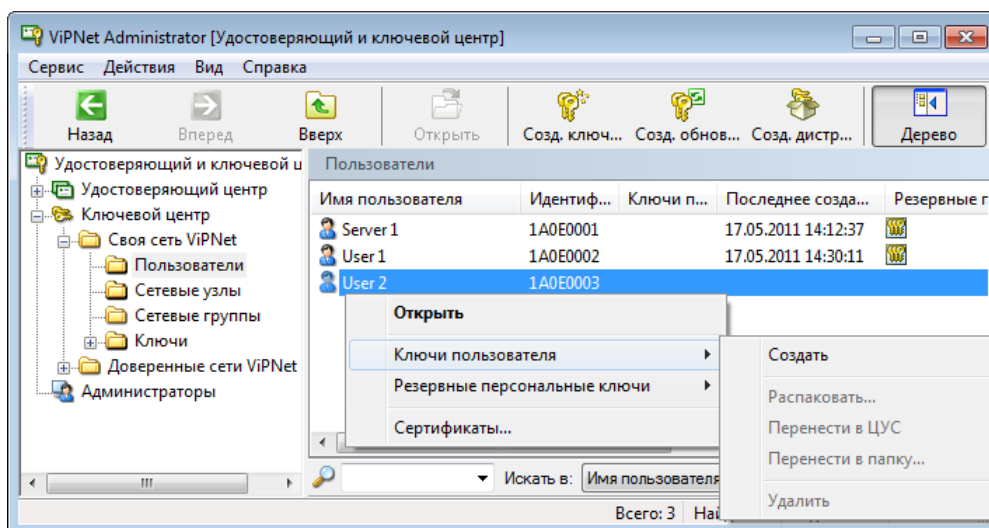 ViPNet Administrator [Удостоверяющий и ключевой центр]
Сервис Действия Вид Справка
Назад Вперед Вверх Открыть Созд. ключ... Созд. обнов... Созд. дистр... Дерево
Удостоверяющий и ключевой ц
Удостоверяющий центр
Ключевой центр
Своя сеть ViPNet
Пользователи
Сетевые узлы
Сетевые группы
Ключи
Доверенные сети ViPNet
Администраторы
Пользователи
Имя пользователя Идентиф... Ключи п... Последнее созда... Резервные п
Server 1 1A0E0001 17.05.2011 14:12:37
User 1 1A0E0002 17.05.2011 14:30:11
User 2 1A0E0003
Открыть
Ключи пользователя
Резервные персональные ключи
Сертификаты...
Создать
Распаковать...
Перенести в ЦУС
Перенести в папку...
Удалить
Искать в: Имя пользователя
Всего: 3